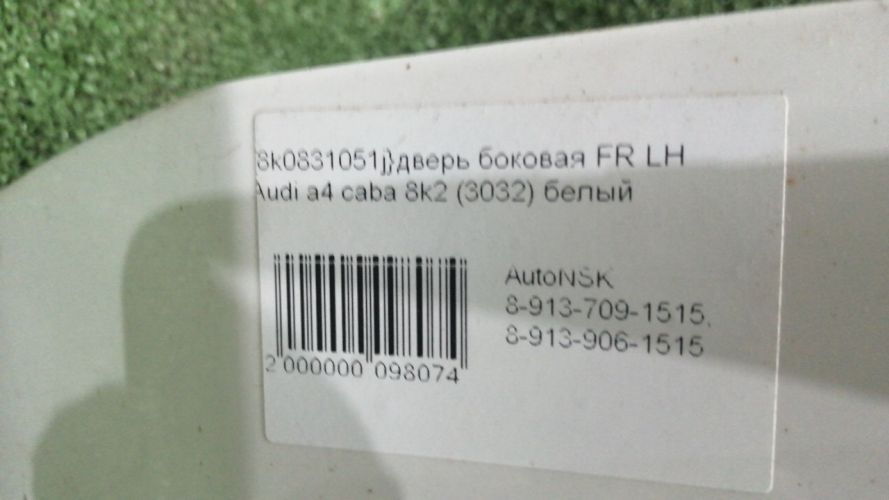 8k0831051j}дверь боковая FR LH
Audi a4 caba 8k2 (3032) белый
AutoNSK
8-913-709-1515,
8-913-906-1515
2 000000 098074